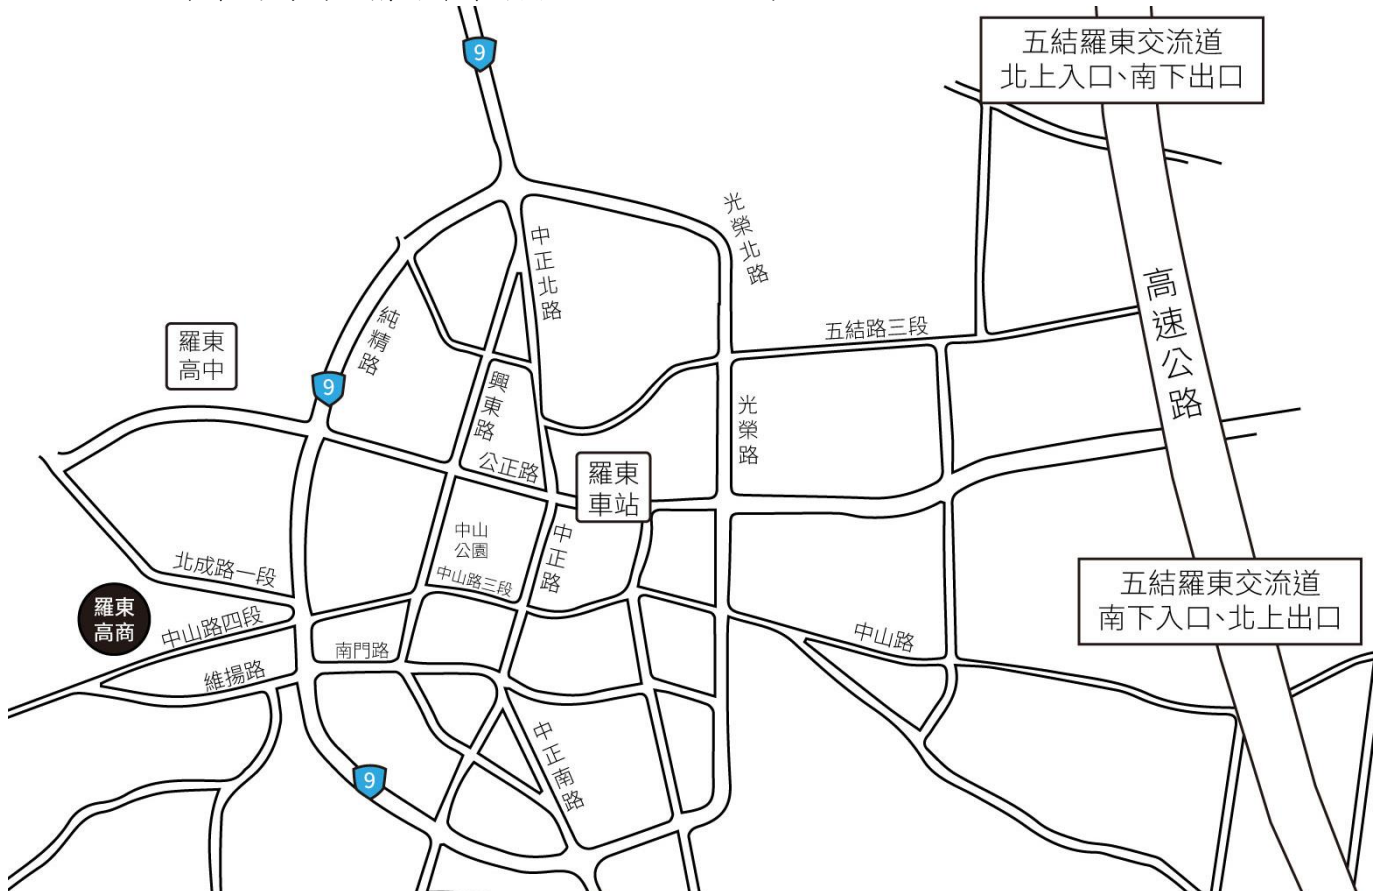 9
五結羅東交流道
北上入口、南下出口
光榮北路
中正北路
高速公路
純精路
五結路三段
羅東
高中
9
興東路
光榮路
公正路
羅東
車站
中山
公園
中正路
北成路一段
中山路三段
五結羅東交流道
南下入口、北上出口
羅東
高商
中山路四段
中山路
南門路
維揚路
中正南路
9